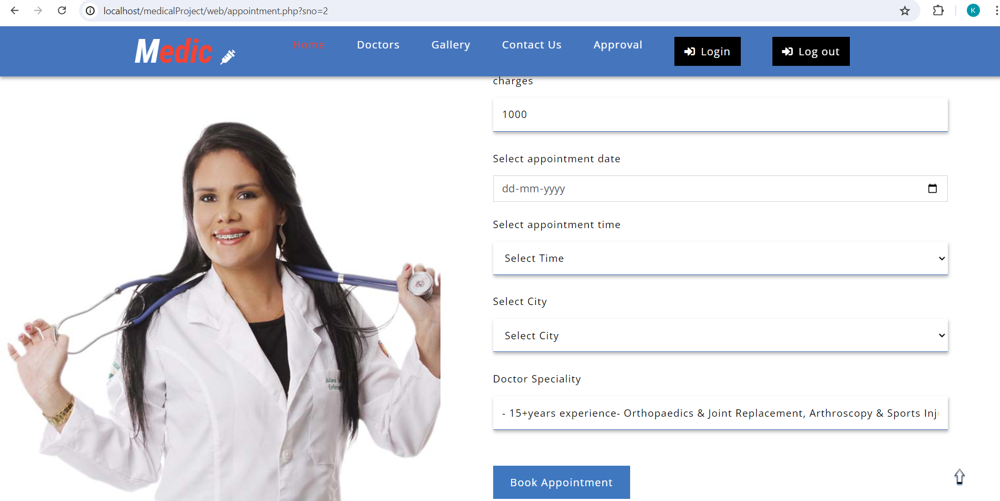 localhost/medicalProject/web/appointment.php?sno=2
K
Medic
Home
Doctors
Gallery
Contact Us
Approval
Login
Log out
charges
1000
Select appointment date
dd-mm-yyyy
Select appointment time
Select Time
Select City
Select City
Doctor Speciality
- 15+years experience- Orthopaedics & Joint Replacement, Arthroscopy & Sports Inj
Book Appointment